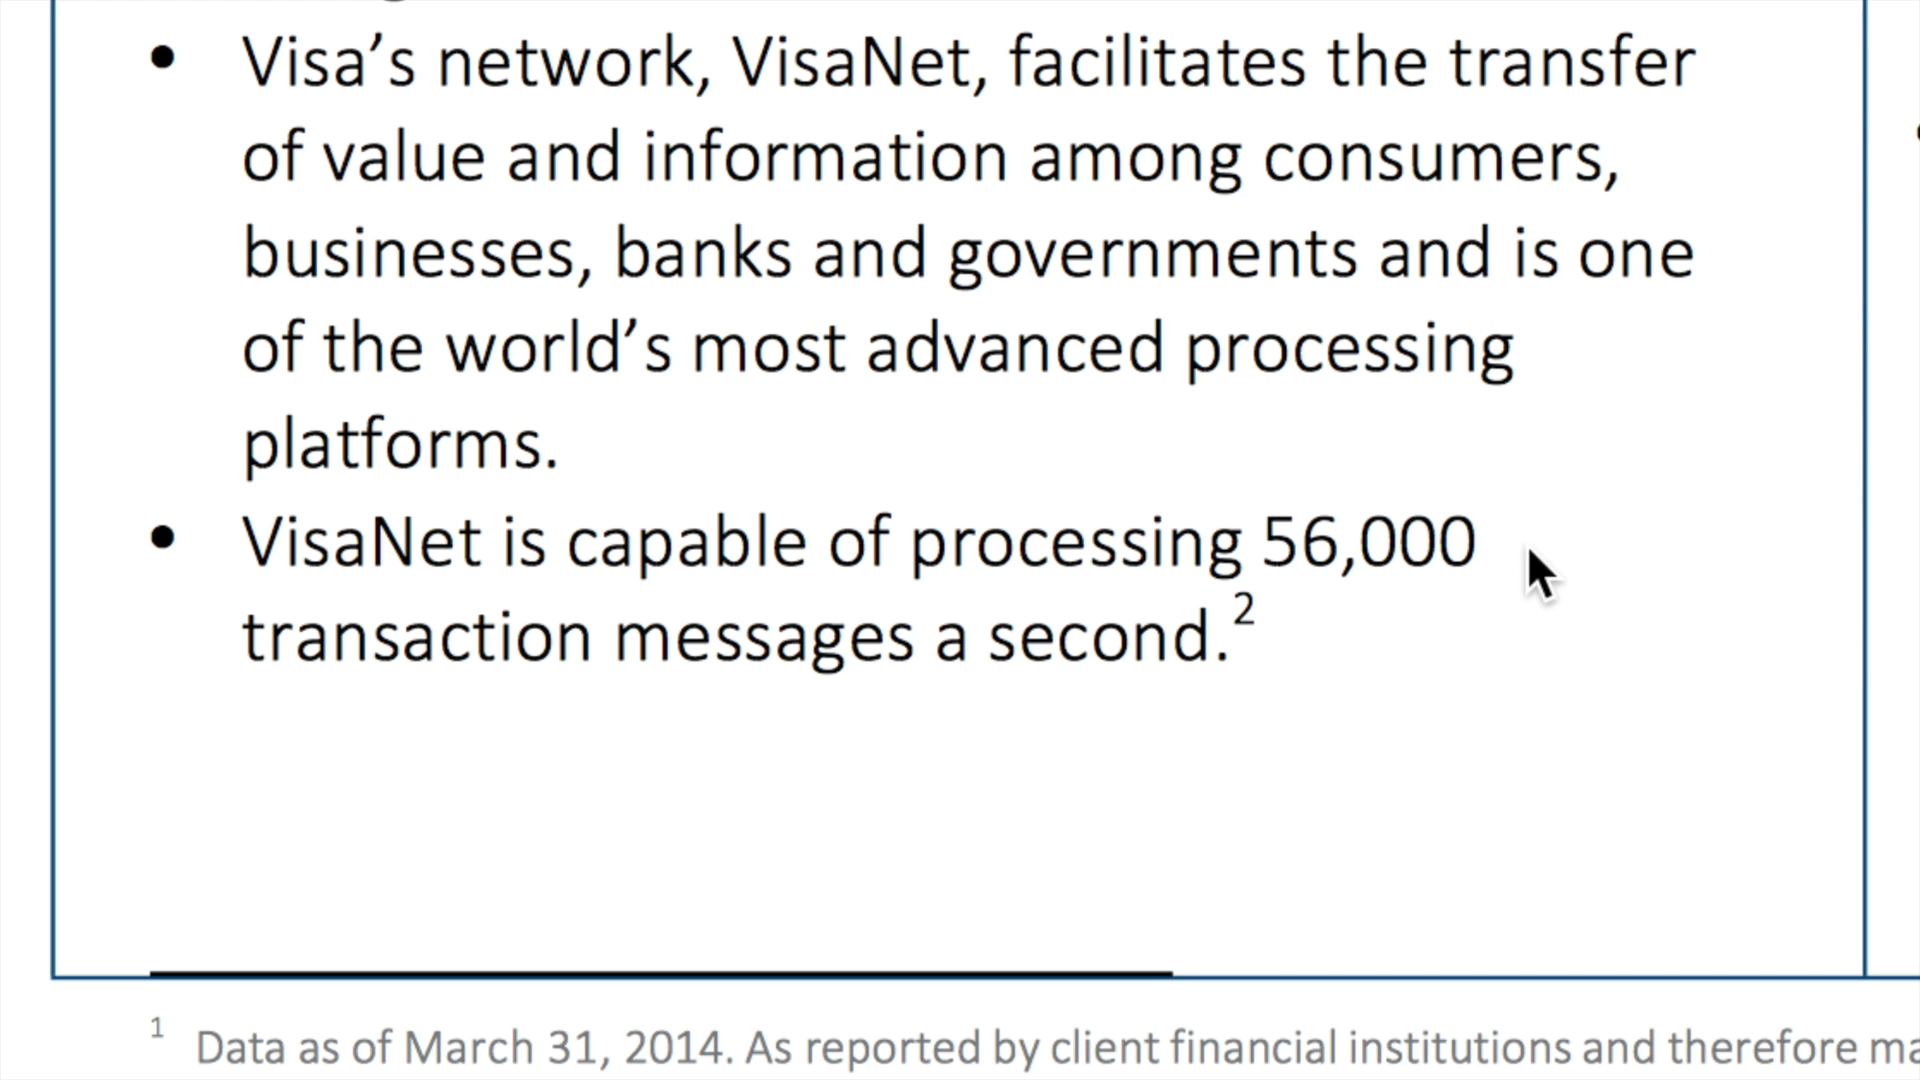 • Visa’s network, VisaNet, facilitates the transfer
of value and information among consumers,
businesses, banks and governments and is one
of the world’s most advanced processing
platforms.
• VisaNet is capable of processing 56,000
transaction messages a second.²
¹ Data as of March 31, 2014. As reported by client financial institutions and therefore